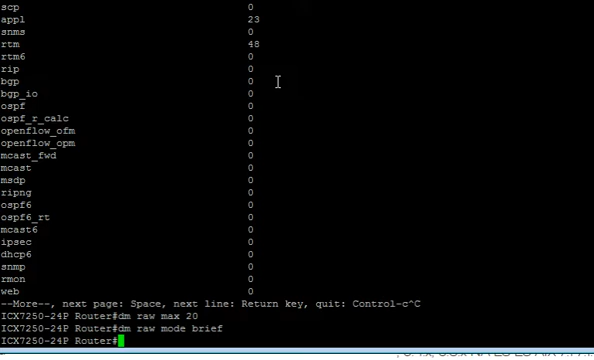 scp 0
appl 23
snms 0
rtm 48
rtm6 0
rip 0
bgp 0
bgp_io 0
ospf 0
ospf_r_calc 0
openflow_ofm 0
openflow_opm 0
mcast_fwd 0
mcast 0
msdp 0
ripng 0
ospf6 0
ospf6_rt 0
mcast6 0
ipsec 0
dhcp6 0
snmp 0
rmon 0
web 0
--More--, next page: Space, next line: Return key, quit: Control-c^C
ICX7250-24P Router#dm raw max 20
ICX7250-24P Router#dm raw mode brief
ICX7250-24P Router#